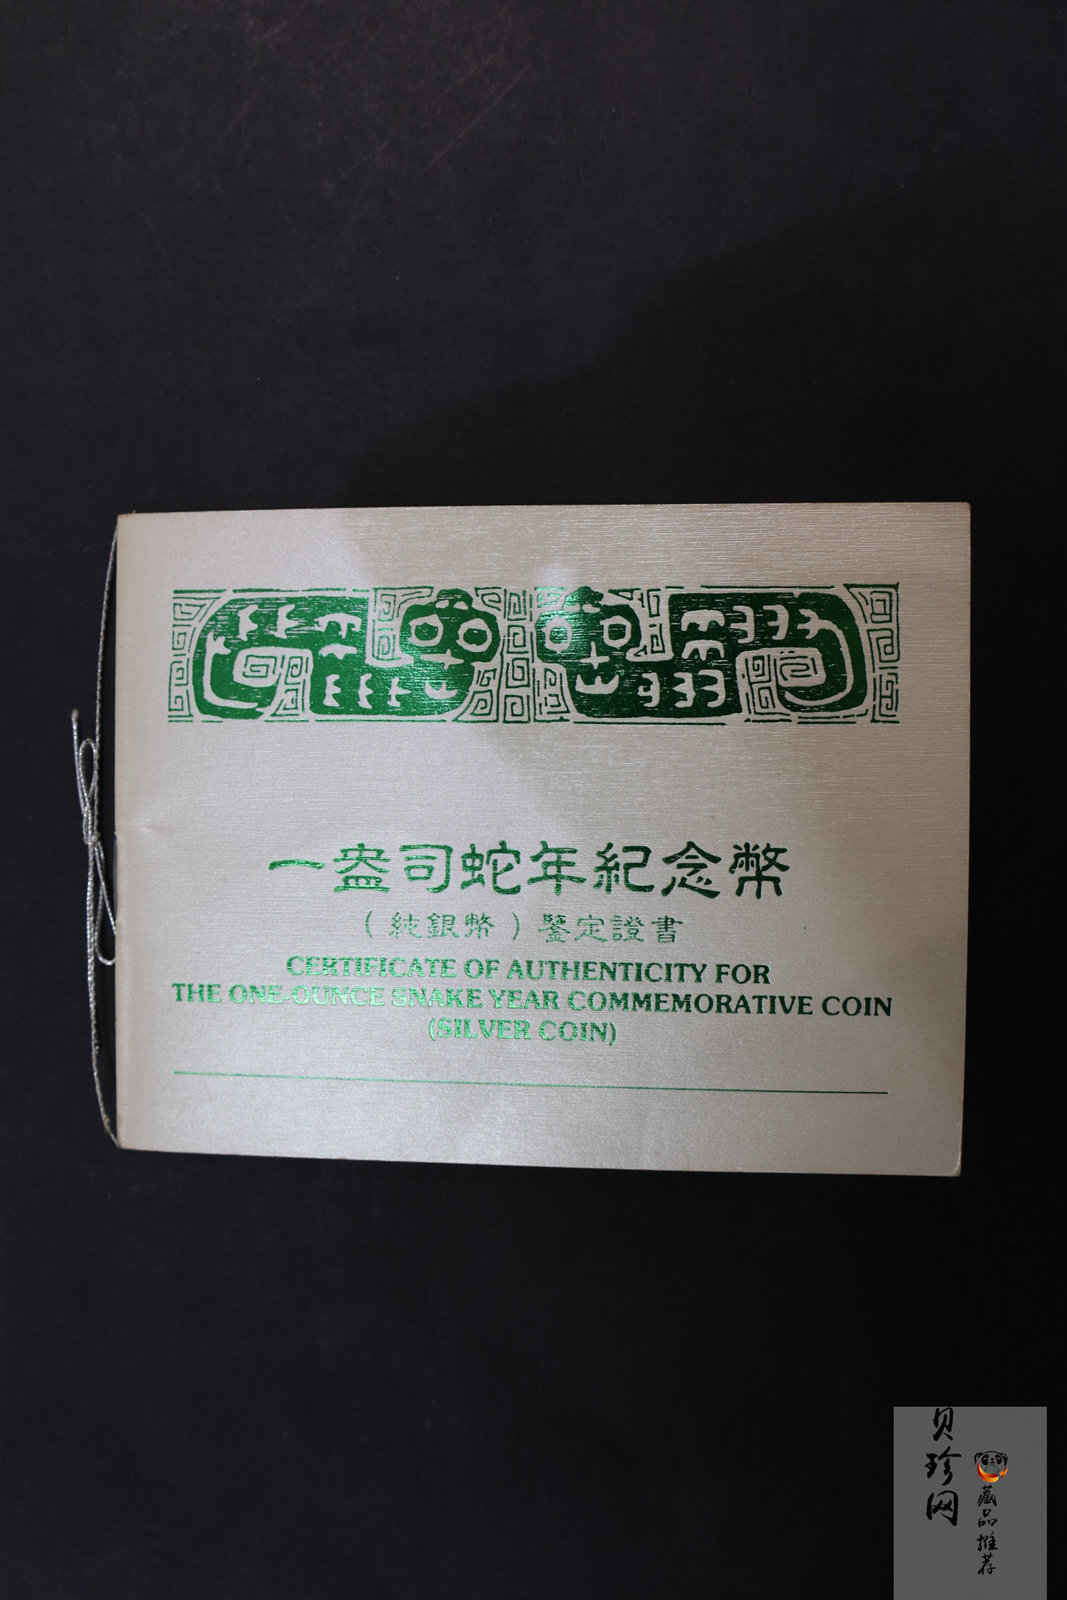 一盎司蛇年紀念幣
（純銀幣）鑒定證書
CERTIFICATE OF AUTHENTICITY FOR
THE ONE-OUNCE SNAKE YEAR COMMEMORATIVE COIN
(SILVER COIN)
贝珍网
藏品推荐